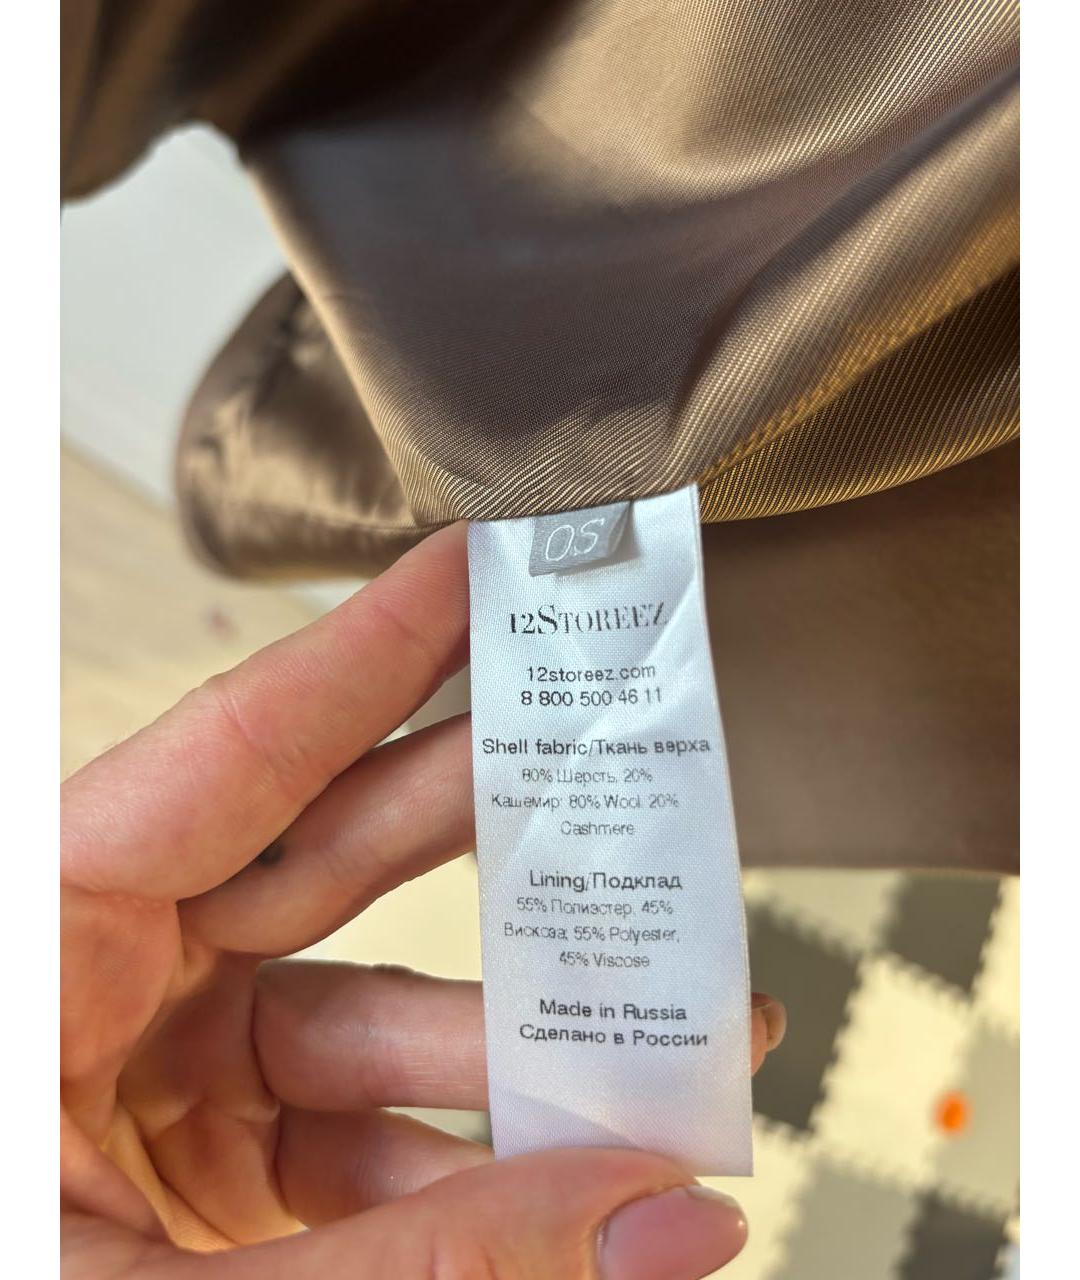 OS
12STOREEZ
12storeez.com
8 800 500 46 11
Shell fabric/Ткань верха
80% Шерсть, 20%
Кашемир: 80% Wool, 20%
Cashmere
Lining/Подклад
55% Полиэстер, 45%
Вискоза; 55% Polyester,
45% Viscose
Made in Russia
Сделано в России